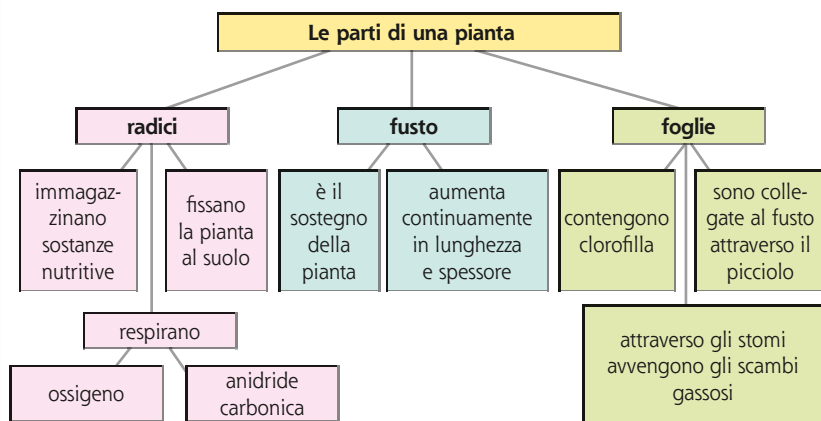 Le parti di una pianta
radici
fusto
foglie
immagaz-
zinano
sostanze
nutritive
fissano
la pianta
al suolo
è il
sostegno
della
pianta
aumenta
continuamente
in lunghezza
e spessore
contengono
clorofilla
sono colle-
gate al fusto
attraverso il
picciolo
respirano
ossigeno
anidride
carbonica
attraverso gli stomi
avvengono gli scambi
gassosi